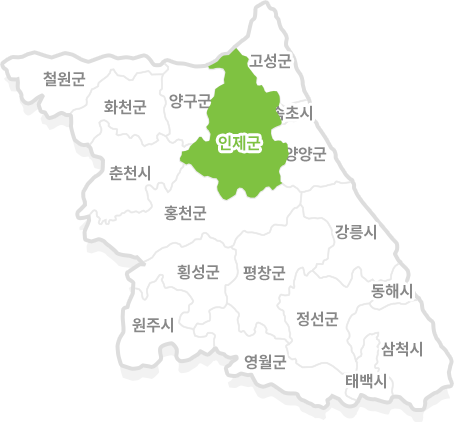 고성군
철원군
화천군
양구군
속초시
인제군
양양군
춘천시
홍천군
강릉시
횡성군
평창군
동해시
정선군
원주시
삼척시
영월군
태백시